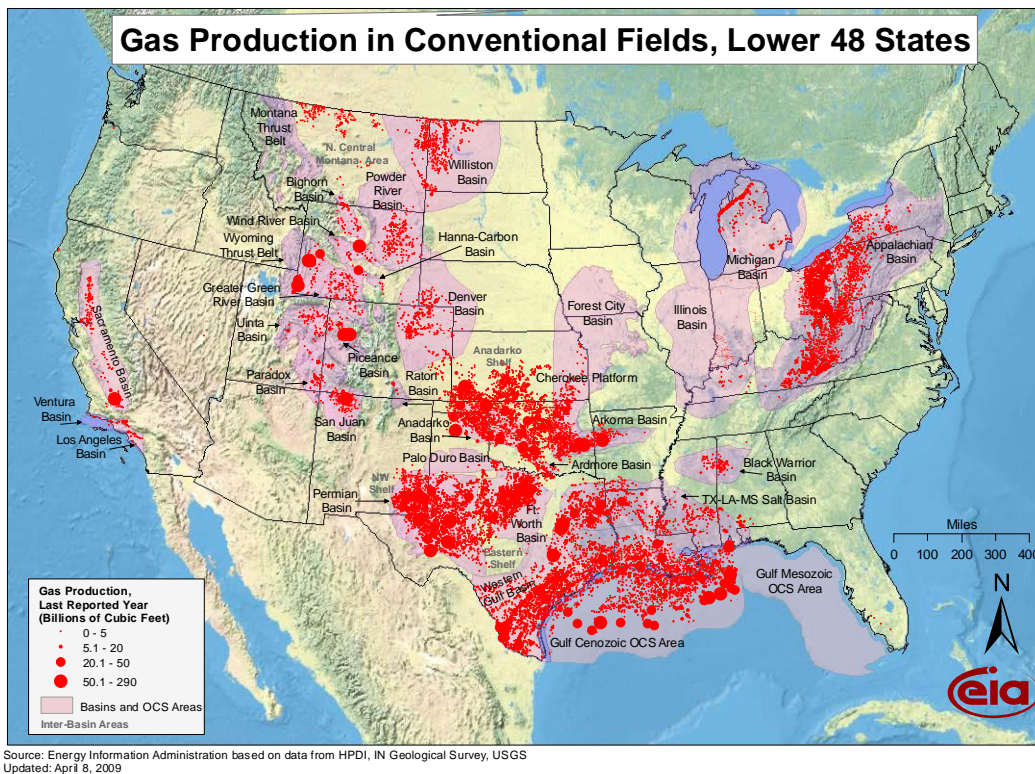 Gas Production in Conventional Fields, Lower 48 States
Montana
Thrust
Belt
N. Central
Montana Area
Williston
Basin
Bighorn
Basin
Powder
River
Basin
Wind River Basin
Wyoming
Thrust Belt
Hanna-Carbon
Basin
Greater Green
River Basin
Denver
Basin
Uinta
Basin
Piceance
Basin
Paradox
Basin
San Juan
Basin
Raton
Basin
Sacramento Basin
Ventura
Basin
Los Angeles
Basin
Anadarko
Shelf
Forest City
Basin
Cherokee Platform
Illinois
Basin
Michigan
Basin
Appalachian
Basin
Anadarko
Basin
Arkoma Basin
Palo Duro Basin
Ardmore Basin
Black Warrior
Basin
NW
Shelf
Permian
Basin
Ft.
Worth
Basin
TX-LA-MS Salt Basin
Eastern
Shelf
Western
Gulf Basin
Gulf Cenozoic OCS Area
Gulf Mesozoic
OCS Area
Miles
0 100 200 300 400
N
eia
Gas Production,
Last Reported Year
(Billions of Cubic Feet)
0 - 5
5.1 - 20
20.1 - 50
50.1 - 290
Basins and OCS Areas
Inter-Basin Areas
Source: Energy Information Administration based on data from HPDI, IN Geological Survey, USGS
Updated: April 8, 2009